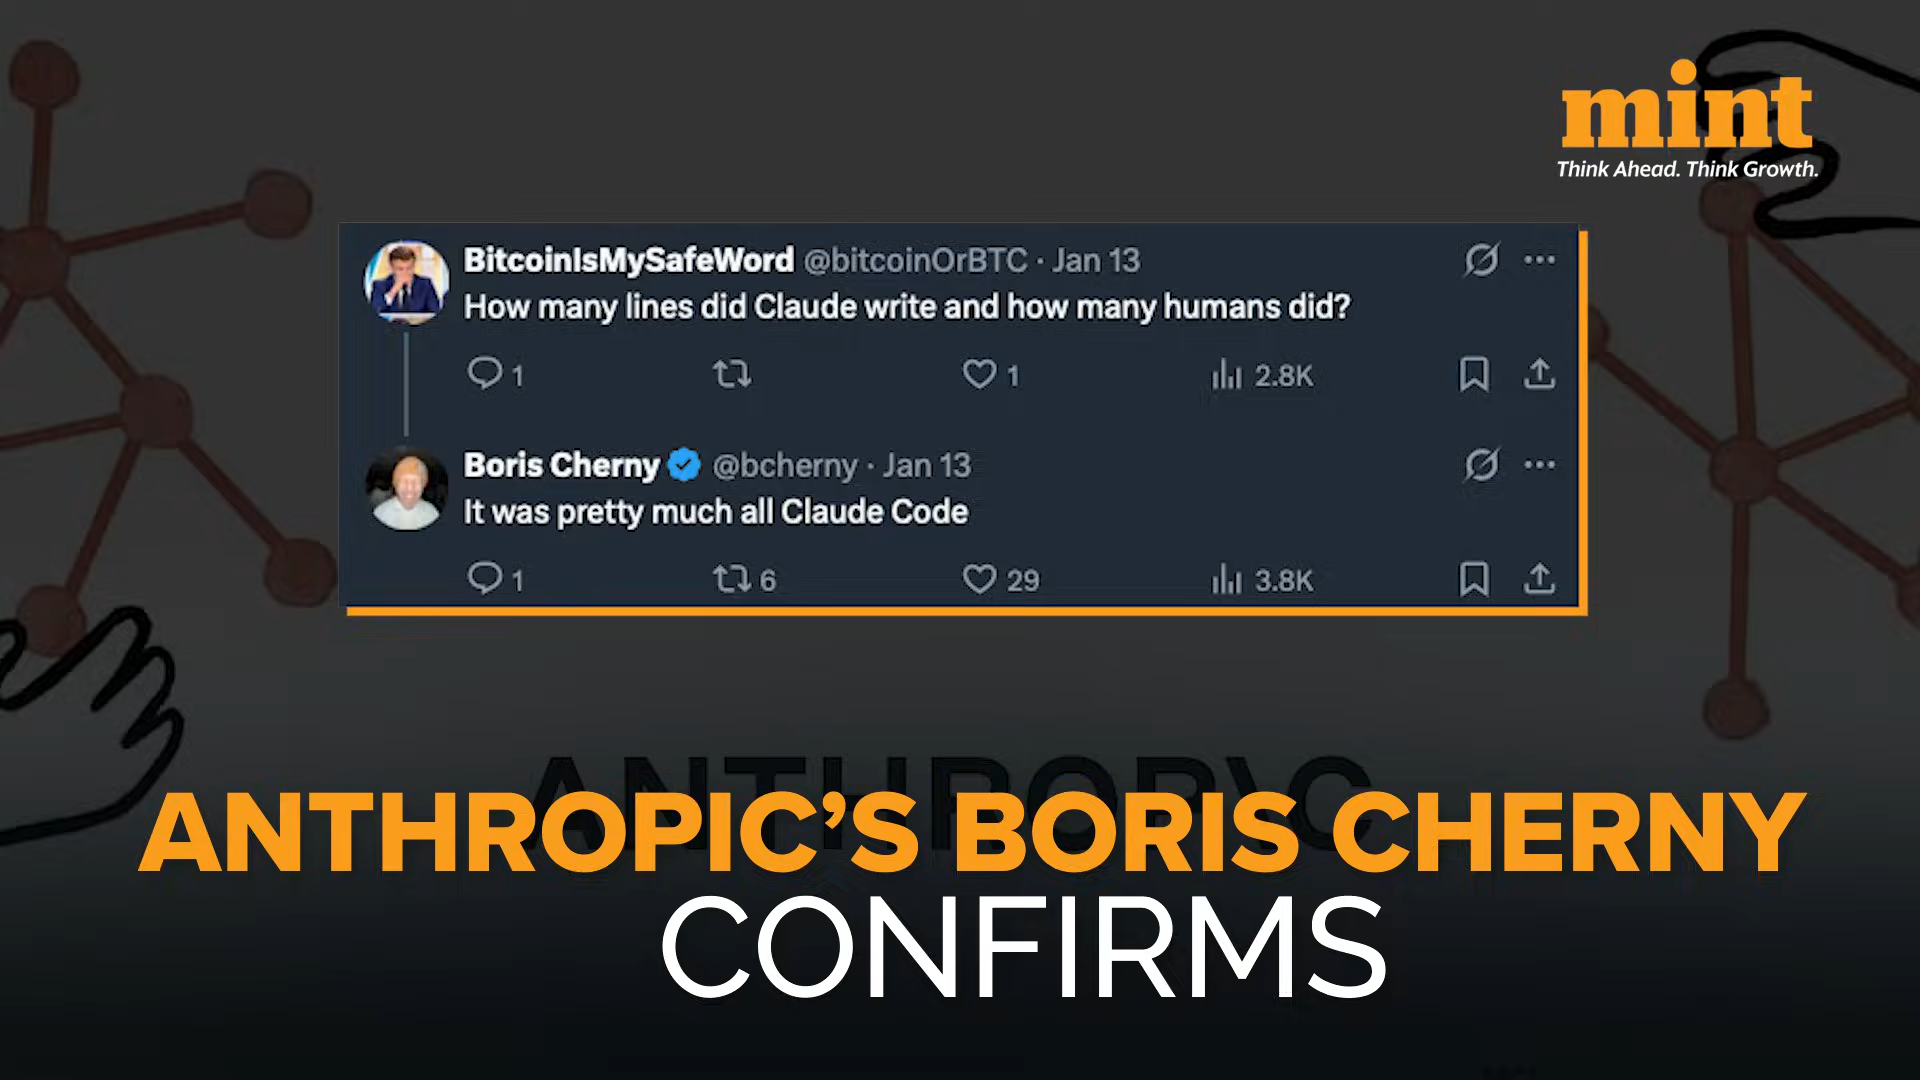 mint
Think Ahead. Think Growth.
BitcoinIsMySafeWord @bitcoinOrBTC · Jan 13
How many lines did Claude write and how many humans did?
1 1 2.8K
Boris Cherny @bcherny · Jan 13
It was pretty much all Claude Code
1 6 29 3.8K
ANTHROP\C
ANTHROPIC’S BORIS CHERNY
CONFIRMS